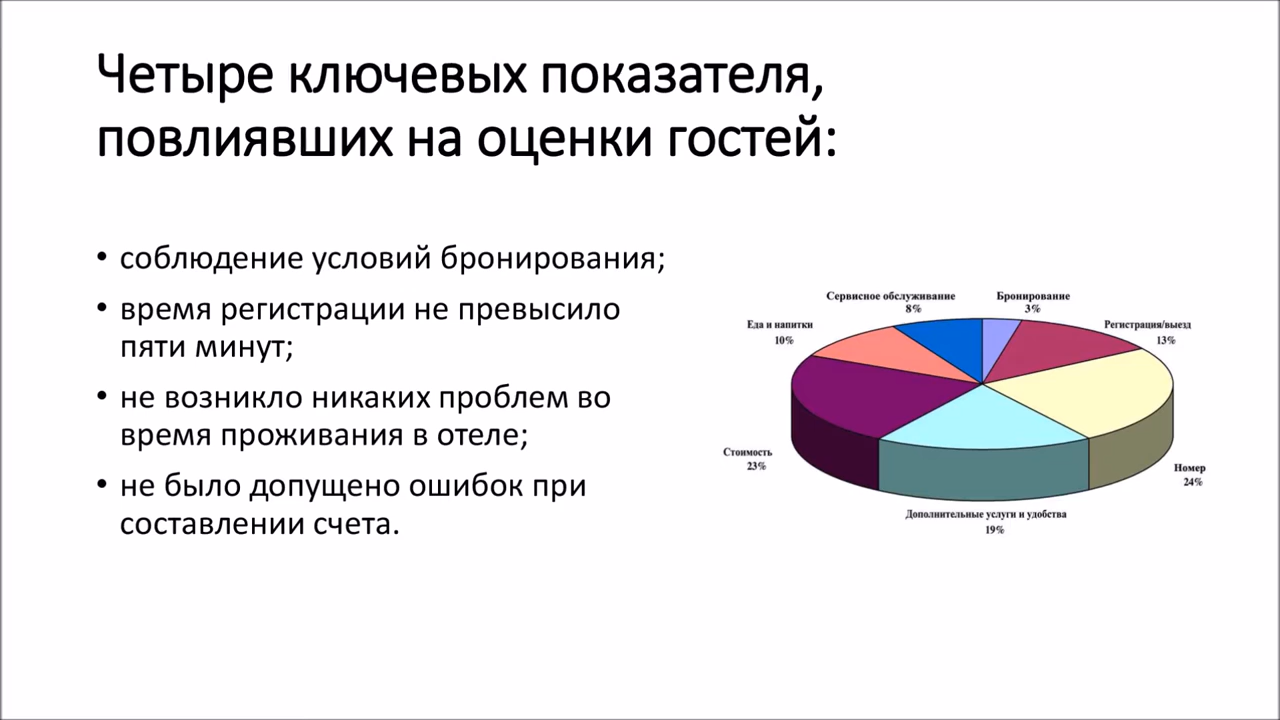 Четыре ключевых показателя,
повлиявших на оценки гостей:
• соблюдение условий бронирования;
• время регистрации не превысило
пяти минут;
• не возникло никаких проблем во
время проживания в отеле;
• не было допущено ошибок при
составлении счета.
Сервисное обслуживание
8%
Бронирование
3%
Еда и напитки
10%
Регистрация/выезд
13%
Стоимость
23%
Номер
24%
Дополнительные услуги и удобства
19%